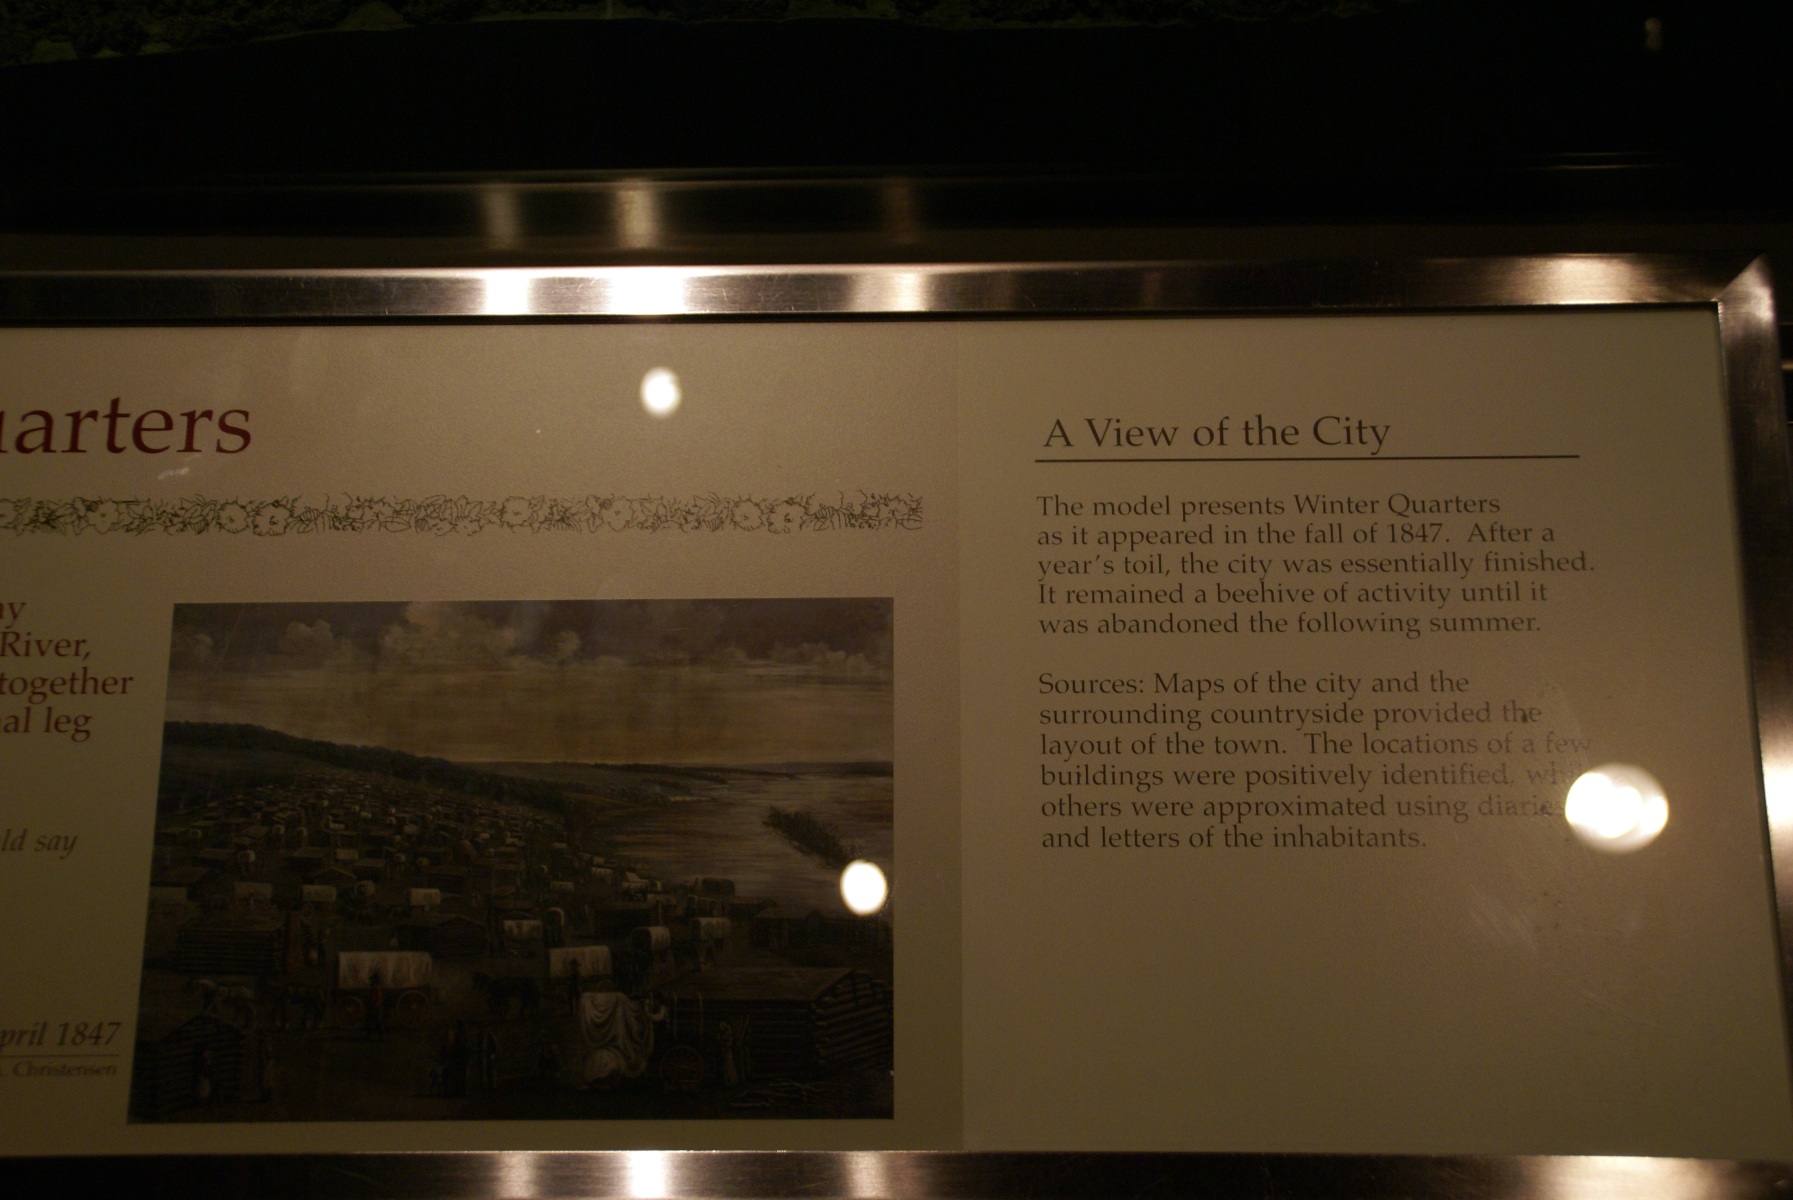 uarters
River,
together
al leg
ld say
pril 1847
. Christensen
A View of the City
The model presents Winter Quarters
as it appeared in the fall of 1847. After a
year's toil, the city was essentially finished.
It remained a beehive of activity until it
was abandoned the following summer.
Sources: Maps of the city and the
surrounding countryside provided the
layout of the town. The locations of a few
buildings were positively identified, while
others were approximated using diaries
and letters of the inhabitants.